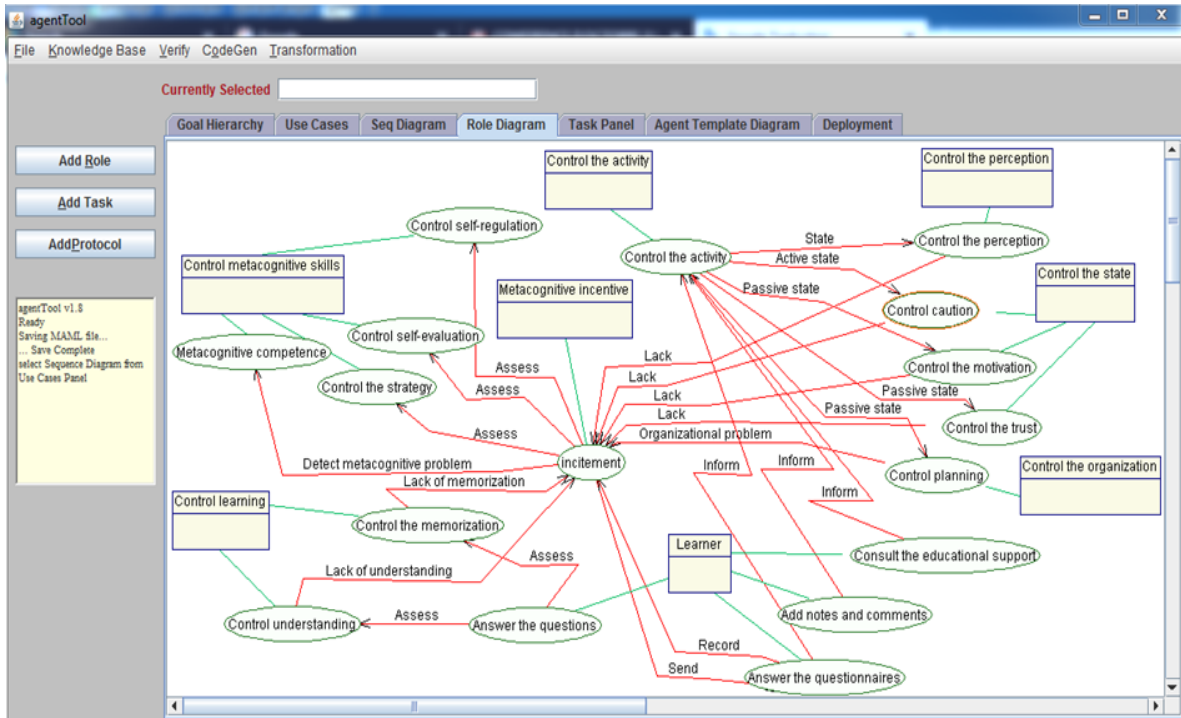 agentTool
File Knowledge Base Verify CodeGen Transformation
Currently Selected
Goal Hierarchy Use Cases Seq Diagram Role Diagram Task Panel Agent Template Diagram Deployment
Add Role
Add Task
AddProtocol
agentTool v1.8
Ready
Saving MAML file...
... Save Complete
select Sequence Diagram from
Use Cases Panel
Control the activity
Control the perception
Control self-regulation
State
Control the perception
Control the activity
Active state
Control metacognitive skills
Control the state
Metacognitive incentive
Passive state
Control caution
Control self-evaluation
Metacognitive competence
Lack
Control the motivation
Control the strategy
Assess
Lack
Assess
Lack
Passive state
Passive state
Lack
Control the trust
Assess
Organizational problem
Detect metacognitive problem
incitement
Inform
Inform
Control planning
Control the organization
Lack of memorization
Inform
Control learning
Control the memorization
Learner
Assess
Consult the educational support
Lack of understanding
Assess
Add notes and comments
Control understanding
Answer the questions
Record
Send
Answer the questionnaires